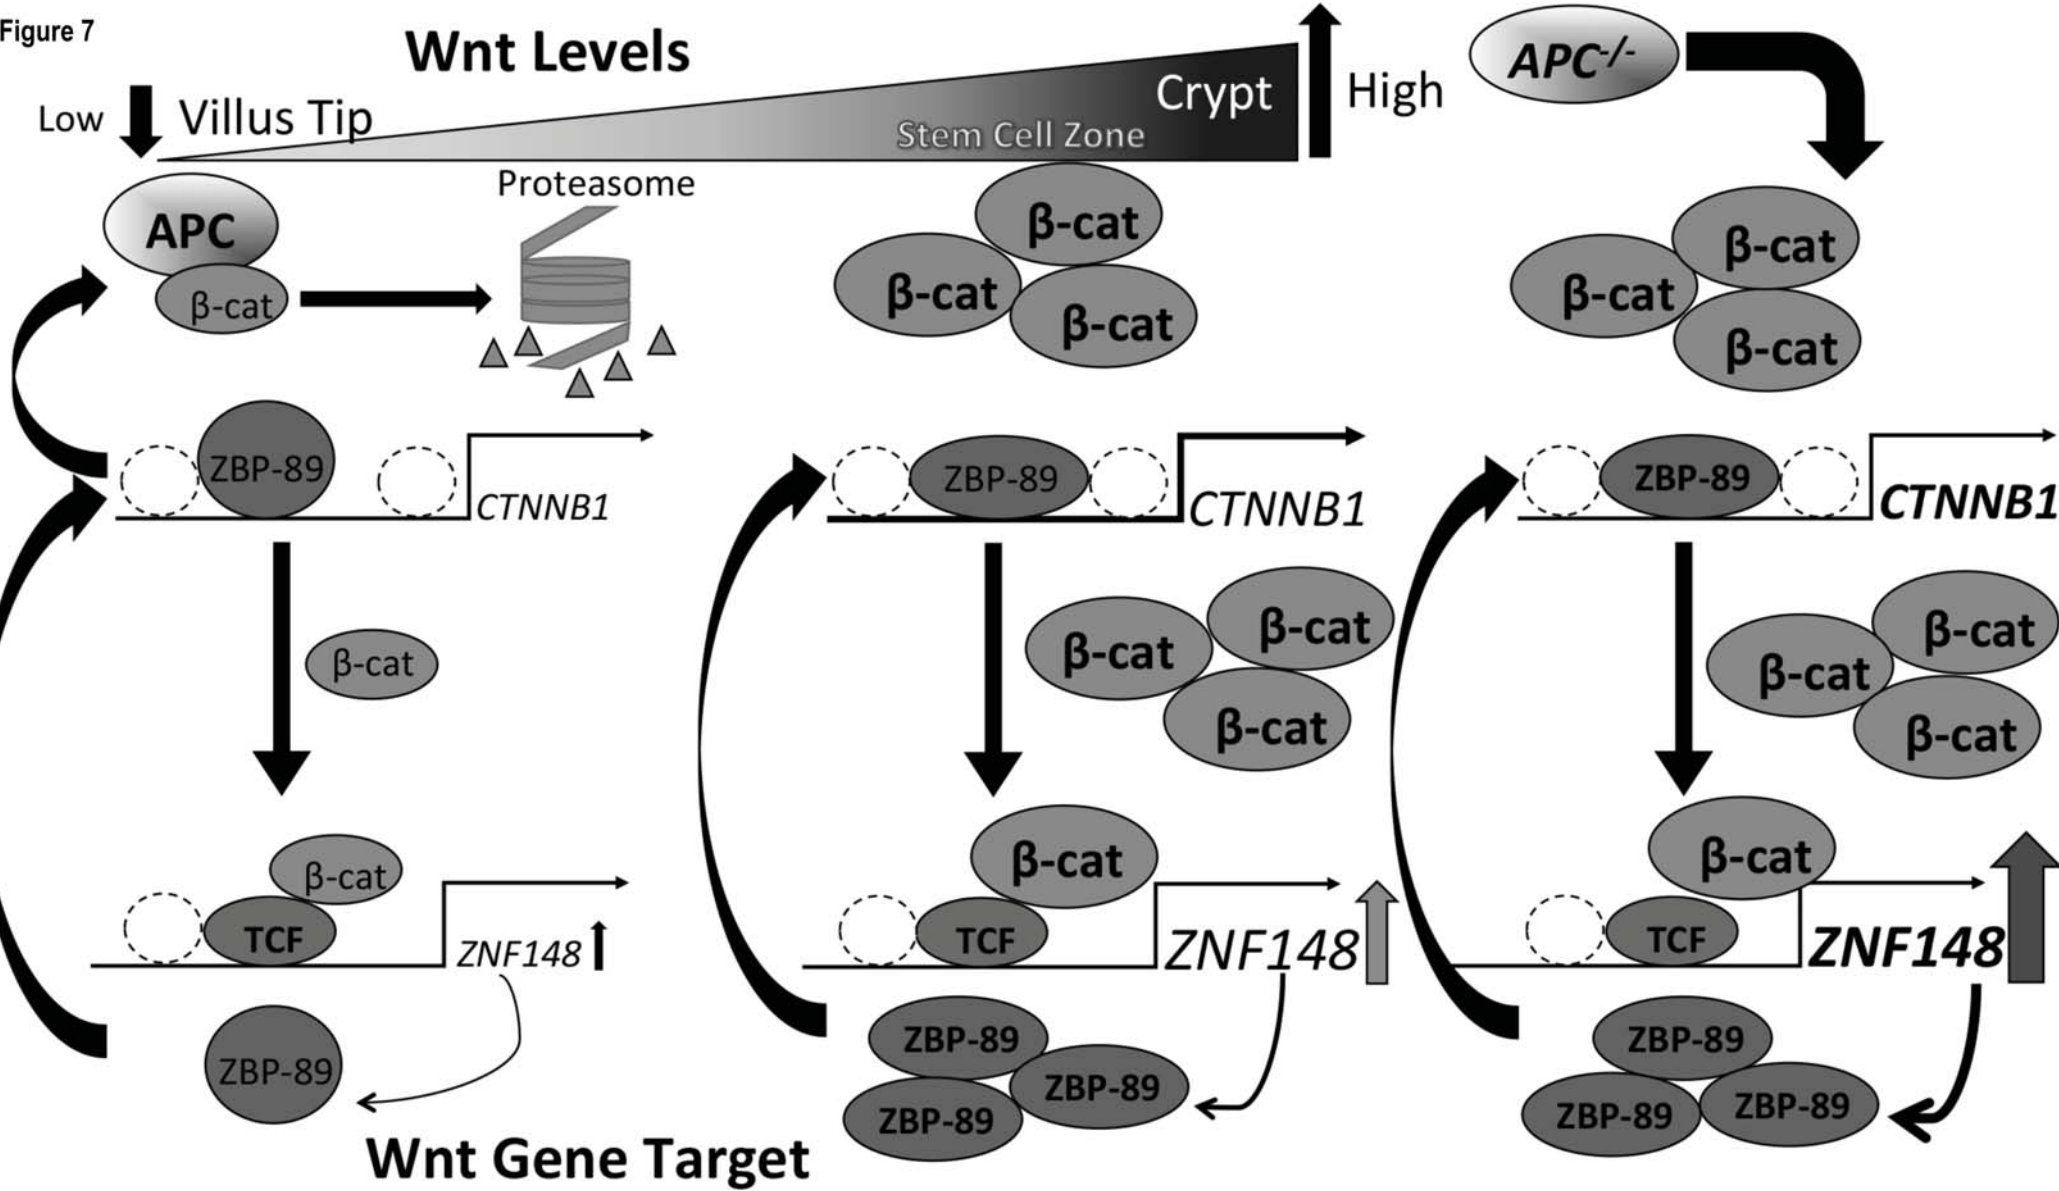 Figure 7
Wnt Levels
Low
Villus Tip
Stem Cell Zone
Crypt
High
APC-/-
Proteasome
APC
β-cat
β-cat
β-cat
β-cat
β-cat
β-cat
β-cat
ZBP-89
CTNNB1
ZBP-89
CTNNB1
ZBP-89
CTNNB1
β-cat
β-cat
β-cat
β-cat
β-cat
β-cat
β-cat
β-cat
TCF
ZNF148
β-cat
TCF
ZNF148
β-cat
TCF
ZNF148
ZBP-89
ZBP-89
ZBP-89
ZBP-89
ZBP-89
ZBP-89
ZBP-89
Wnt Gene Target